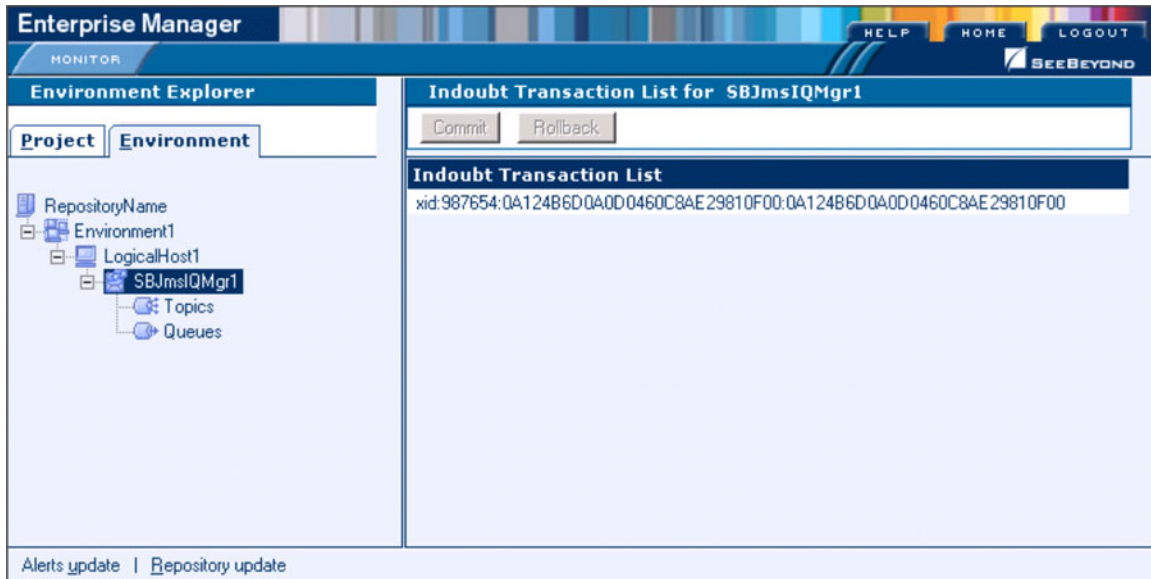 Enterprise Manager
HELP HOME LOGOUT
MONITOR
SEEBEYOND
Environment Explorer
Project Environment
RepositoryName
Environment1
LogicalHost1
SBJmsIQMgr1
Topics
Queues
Indoubt Transaction List for SBJmsIQMgr1
Commit Rollback
Indoubt Transaction List
xid:987654:0A124B6D0A0D0460C8AE29810F00:0A124B6D0A0D0460C8AE29810F00
Alerts update | Repository update